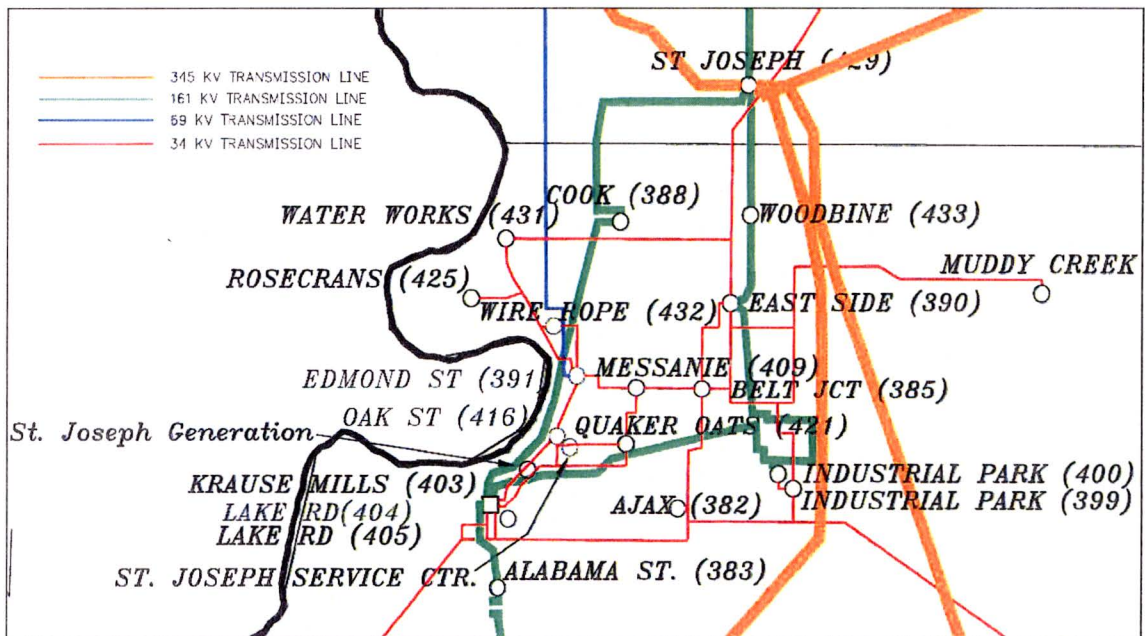 ST JOSEPH (429)
345 KV TRANSMISSION LINE
161 KV TRANSMISSION LINE
69 KV TRANSMISSION LINE
34 KV TRANSMISSION LINE
COOK (388)
WATER WORKS (431)
WOODBINE (433)
MUDDY CREEK
ROSECRANS (425)
WIRE ROPE (432)
EAST SIDE (390)
MESSANIE (409)
EDMOND ST (391)
BELT JCT (385)
OAK ST (416)
QUAKER OATS (421)
St. Joseph Generation
INDUSTRIAL PARK (400)
KRAUSE MILLS (403)
INDUSTRIAL PARK (399)
AJAX (382)
LAKE RD(404)
LAKE RD (405)
ST. JOSEPH SERVICE CTR.
ALABAMA ST. (383)